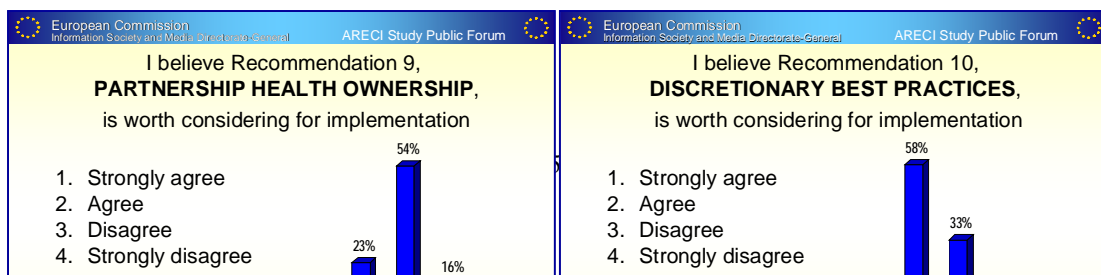 European Commission
Information Society and Media Directorate-General
ARECI Study Public Forum
I believe Recommendation 9,
PARTNERSHIP HEALTH OWNERSHIP,
is worth considering for implementation
54%
1. Strongly agree
2. Agree
3. Disagree
23%
4. Strongly disagree
16%
European Commission
Information Society and Media Directorate-General
ARECI Study Public Forum
I believe Recommendation 10,
DISCRETIONARY BEST PRACTICES,
is worth considering for implementation
58%
1. Strongly agree
2. Agree
33%
3. Disagree
4. Strongly disagree